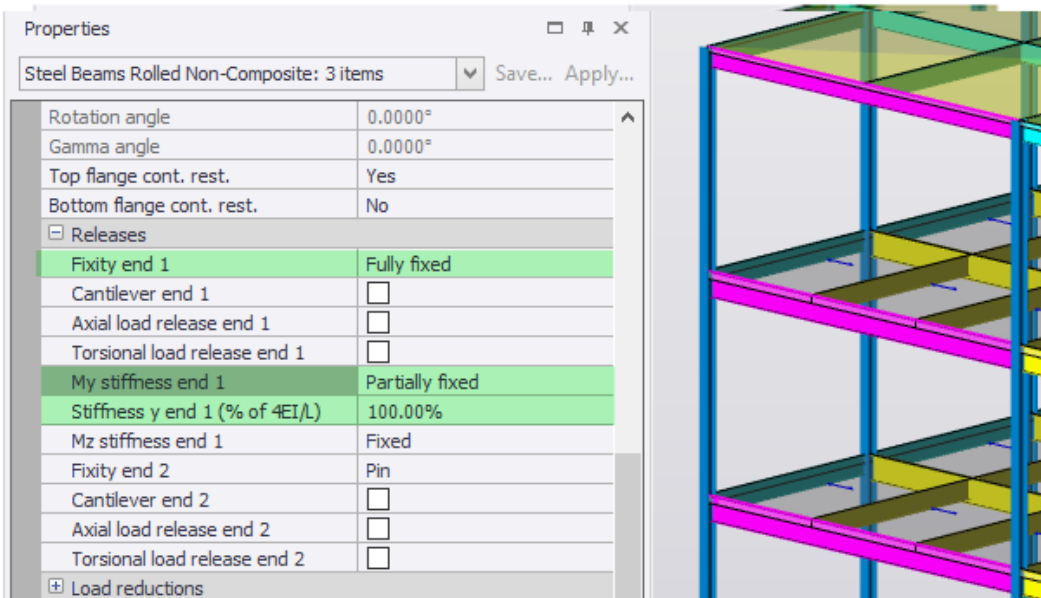 Properties
Steel Beams Rolled Non-Composite: 3 items Save... Apply...
Rotation angle 0.0000°
Gamma angle 0.0000°
Top flange cont. rest. Yes
Bottom flange cont. rest. No
Releases
Fixity end 1 Fully fixed
Cantilever end 1
Axial load release end 1
Torsional load release end 1
My stiffness end 1 Partially fixed
Stiffness y end 1 (% of 4EI/L) 100.00%
Mz stiffness end 1 Fixed
Fixity end 2 Pin
Cantilever end 2
Axial load release end 2
Torsional load release end 2
Load reductions